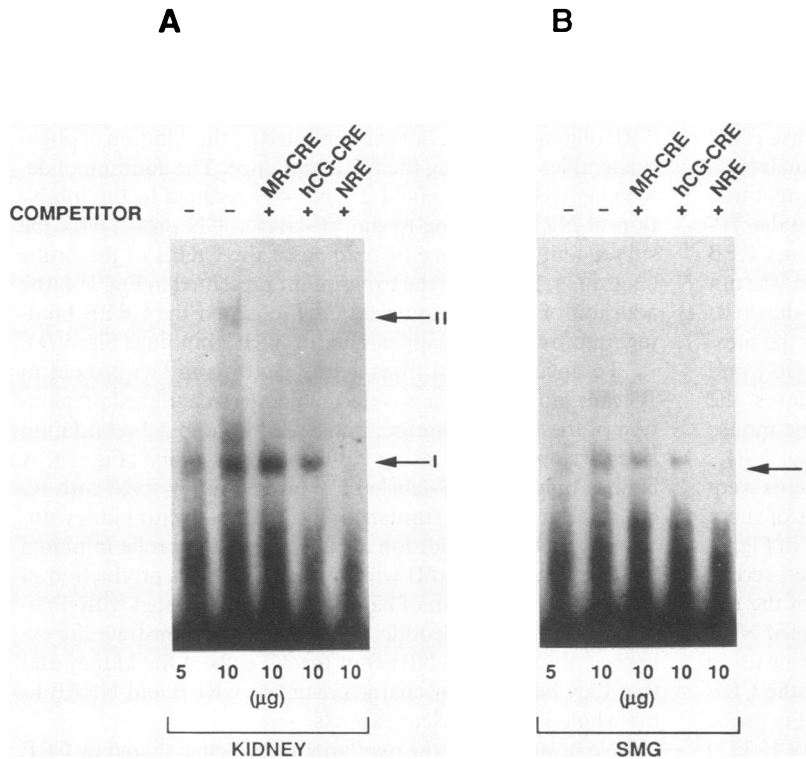 A
B
MR-CRE
hCG-CRE
NRE
MR-CRE
hCG-CRE
NRE
COMPETITOR – – + + + – – + + +
II
I
5 10 10 10 10
5 10 10 10 10
(μg)
(μg)
KIDNEY
SMG